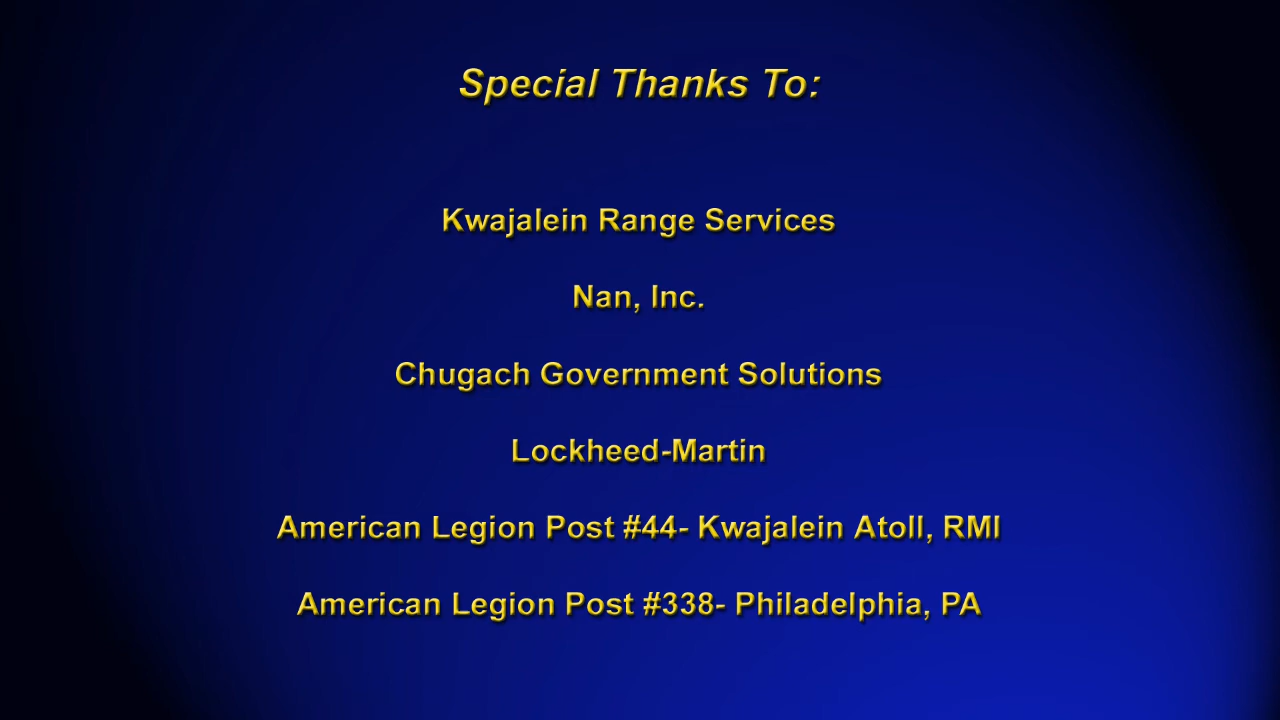 Special Thanks To:
Kwajalein Range Services
Nan, Inc.
Chugach Government Solutions
Lockheed-Martin
American Legion Post #44- Kwajalein Atoll, RMI
American Legion Post #338- Philadelphia, PA